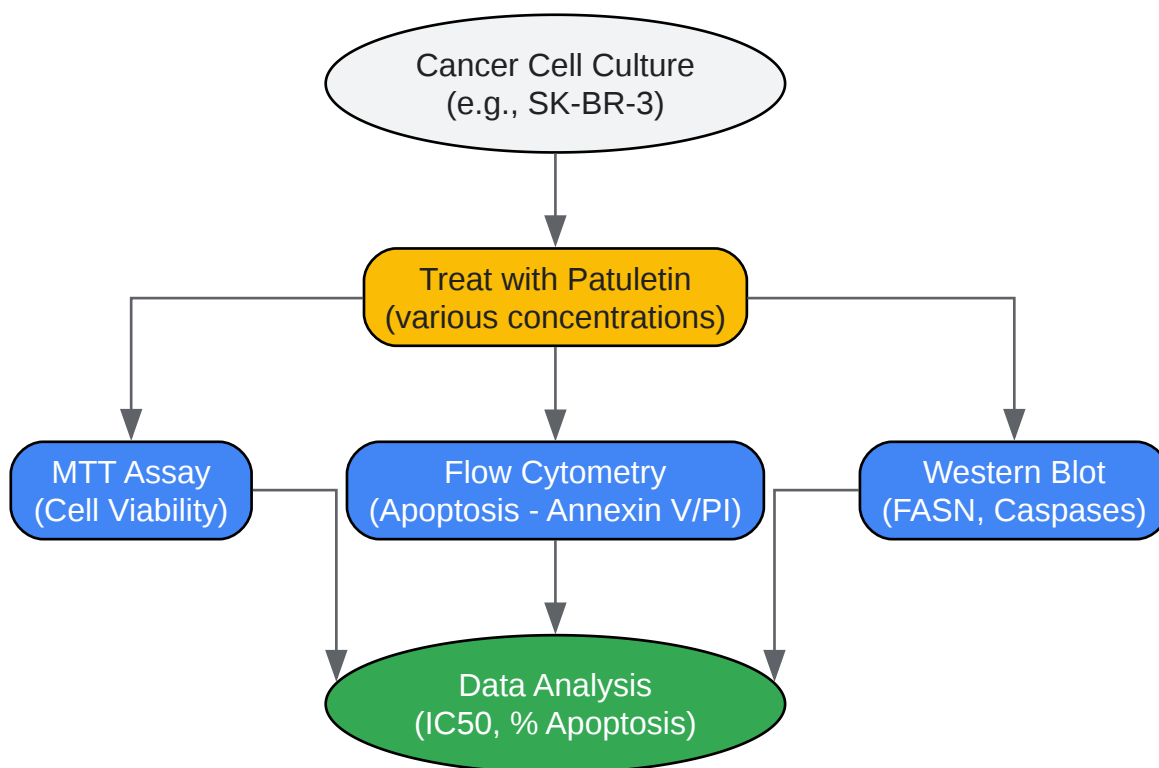 Cancer Cell Culture
(e.g., SK-BR-3)
Treat with Patuletin
(various concentrations)
MTT Assay
(Cell Viability)
Flow Cytometry
(Apoptosis - Annexin V/PI)
Western Blot
(FASN, Caspases)
Data Analysis
(IC50, % Apoptosis)